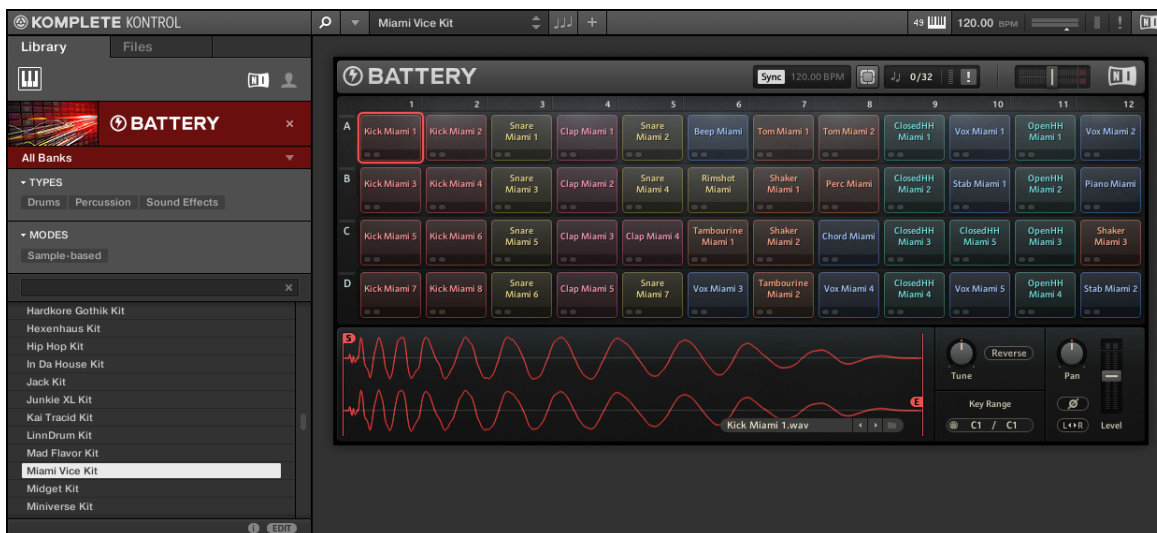 KOMPLETE KONTROL
Miami Vice Kit
49
120.00 BPM
Library
Files
BATTERY
All Banks
TYPES
Drums
Percussion
Sound Effects
MODES
Sample-based
Hardkore Gothik Kit
Hexenhaus Kit
Hip Hop Kit
In Da House Kit
Jack Kit
Junkie XL Kit
Kai Tracid Kit
LinnDrum Kit
Mad Flavor Kit
Miami Vice Kit
Midget Kit
Miniverse Kit
EDIT
BATTERY
Sync 120.00 BPM
0/32
1 2 3 4 5 6 7 8 9 10 11 12
A
Kick Miami 1
Kick Miami 2
Snare
Miami 1
Clap Miami 1
Snare
Miami 2
Beep Miami
Tom Miami 1
Tom Miami 2
ClosedHH
Miami 1
Vox Miami 1
OpenHH
Miami 1
Vox Miami 2
B
Kick Miami 3
Kick Miami 4
Snare
Miami 3
Clap Miami 2
Snare
Miami 4
Rimshot
Miami
Shaker
Miami 1
Perc Miami
ClosedHH
Miami 2
Stab Miami 1
OpenHH
Miami 2
Piano Miami
C
Kick Miami 5
Kick Miami 6
Snare
Miami 5
Clap Miami 3
Clap Miami 4
Tambourine
Miami 1
Shaker
Miami 2
Chord Miami
ClosedHH
Miami 3
ClosedHH
Miami 5
OpenHH
Miami 3
Shaker
Miami 3
D
Kick Miami 7
Kick Miami 8
Snare
Miami 6
Clap Miami 5
Snare
Miami 7
Vox Miami 3
Tambourine
Miami 2
Vox Miami 4
ClosedHH
Miami 4
Vox Miami 5
OpenHH
Miami 4
Stab Miami 2
S
E
Kick Miami 1.wav
Tune
Reverse
Key Range
C1 / C1
Pan
L R
Level